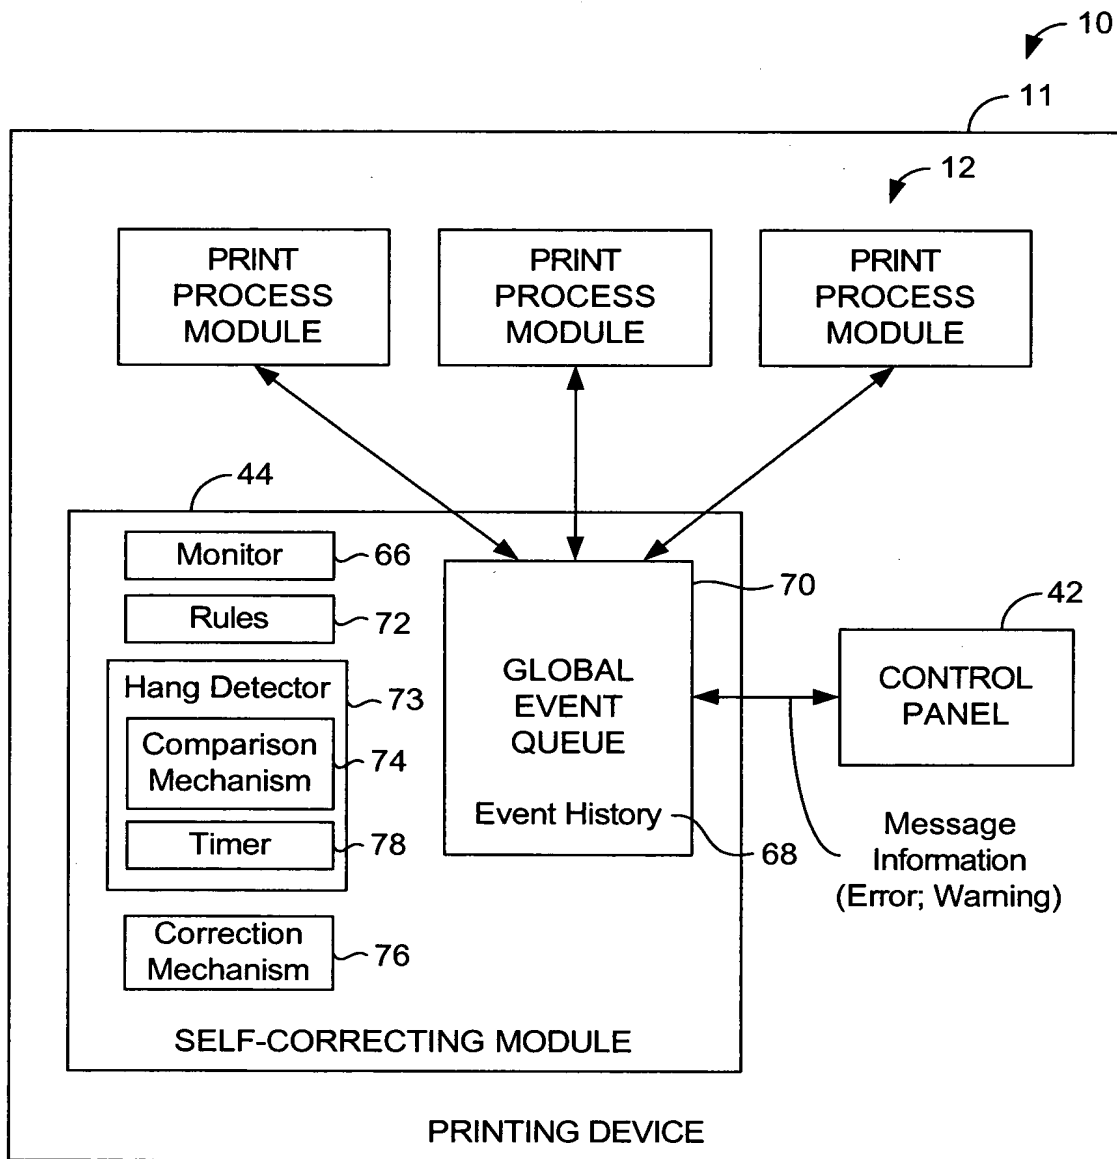 10
11
12
PRINT
PROCESS
MODULE
PRINT
PROCESS
MODULE
PRINT
PROCESS
MODULE
44
Monitor
66
Rules
72
Hang Detector
73
Comparison
Mechanism
74
Timer
78
Correction
Mechanism
76
SELF-CORRECTING MODULE
70
GLOBAL
EVENT
QUEUE
Event History
68
42
CONTROL
PANEL
Message
Information
(Error; Warning)
PRINTING DEVICE